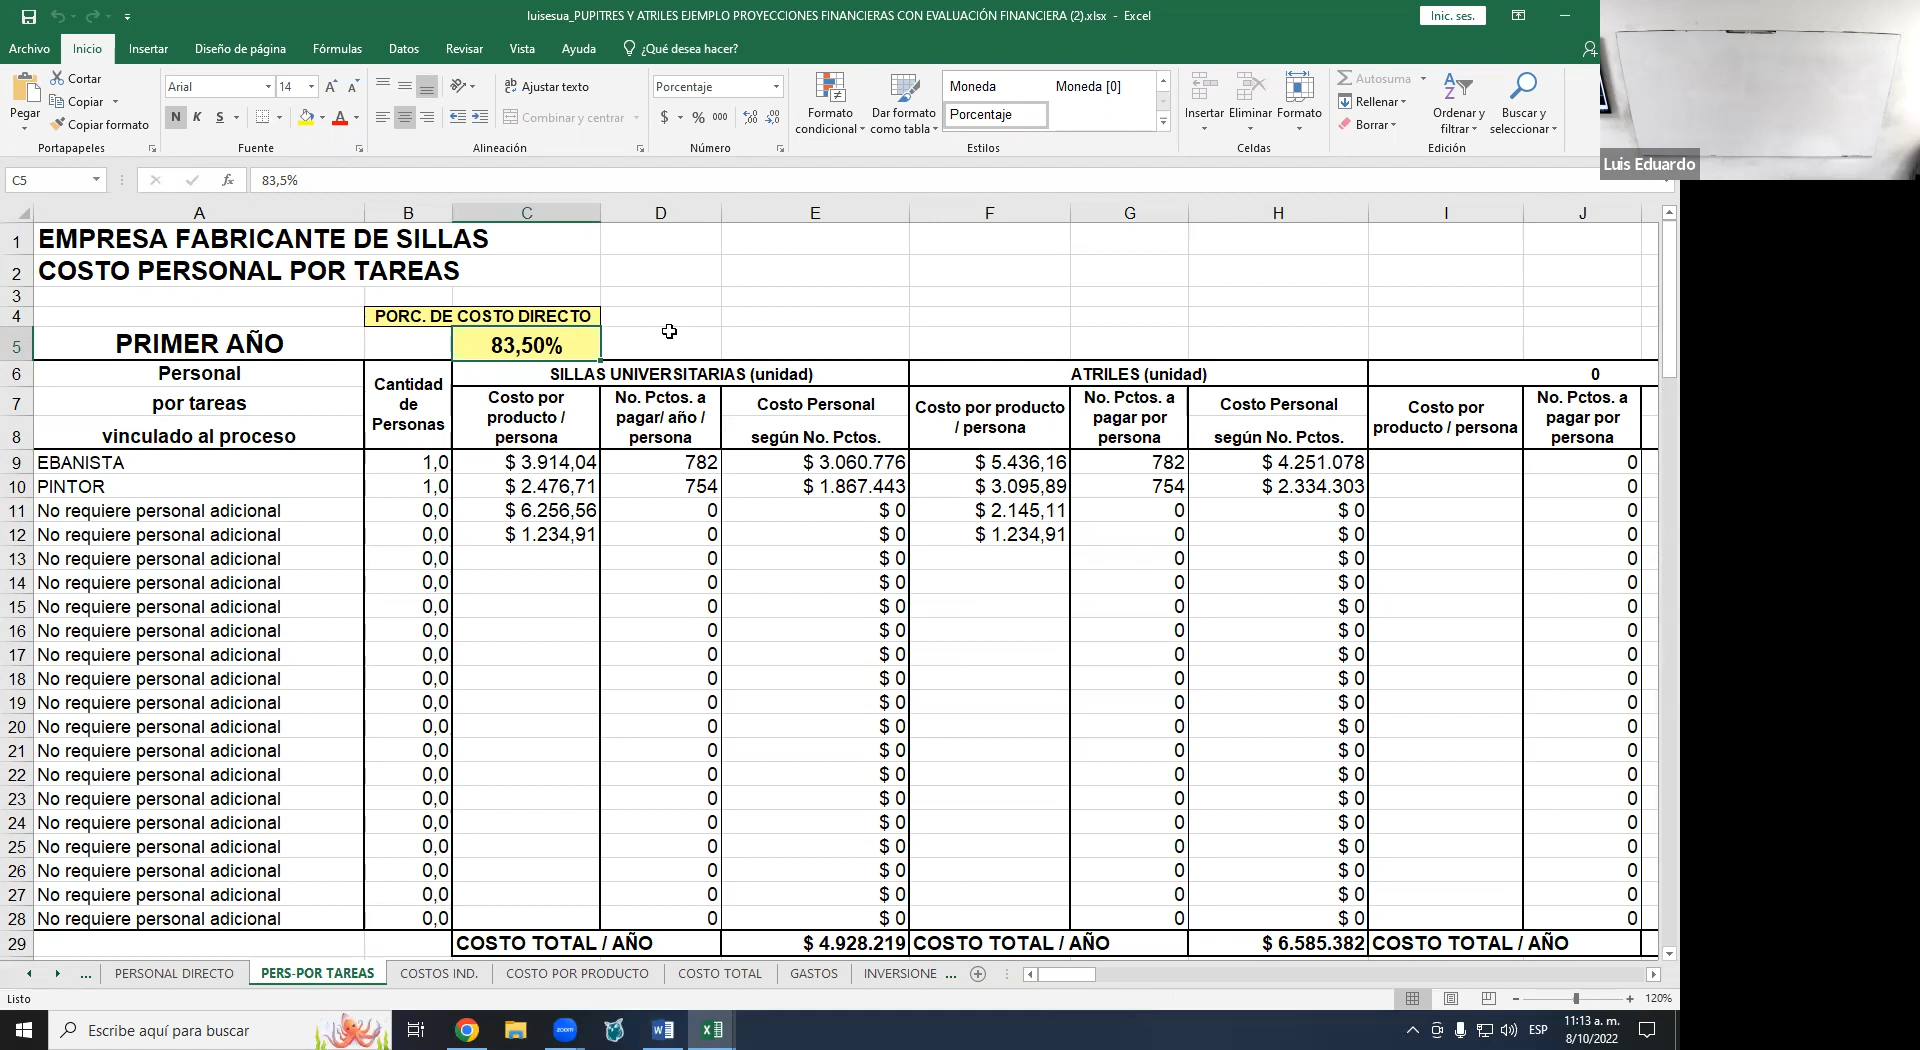 luisesua_PUPITRES Y ATRILES EJEMPLO PROYECCIONES FINANCIERAS CON EVALUACIÓN FINANCIERA (2).xlsx - Excel
Inic. ses.
Archivo Inicio Insertar Diseño de página Fórmulas Datos Revisar Vista Ayuda ¿Qué desea hacer?
Pegar
Cortar
Copiar
Copiar formato
Portapapeles
Arial 14
N K S
Fuente
Ajustar texto
Combinar y centrar
Alineación
Porcentaje
$ % 000
Número
Formato condicional
Dar formato como tabla
Moneda Moneda [0]
Porcentaje
Estilos
Insertar Eliminar Formato
Celdas
Autosuma
Rellenar
Borrar
Ordenar y filtrar
Buscar y seleccionar
Edición
Luis Eduardo
C5 fx 83,5%
A B C D E F G H I J
1 EMPRESA FABRICANTE DE SILLAS
2 COSTO PERSONAL POR TAREAS
3
4 PORC. DE COSTO DIRECTO
5 PRIMER AÑO 83,50%
6 Personal Cantidad de Personas SILLAS UNIVERSITARIAS (unidad) ATRILES (unidad) 0
7 por tareas Costo por producto / persona No. Pctos. a pagar/ año / persona Costo Personal Costo por producto / persona No. Pctos. a pagar por persona Costo Personal Costo por producto / persona No. Pctos. a pagar por persona
8 vinculado al proceso según No. Pctos. según No. Pctos.
9 EBANISTA 1,0 $ 3.914,04 782 $ 3.060.776 $ 5.436,16 782 $ 4.251.078 0
10 PINTOR 1,0 $ 2.476,71 754 $ 1.867.443 $ 3.095,89 754 $ 2.334.303 0
11 No requiere personal adicional 0,0 $ 6.256,56 0 $ 0 $ 2.145,11 0 $ 0 0
12 No requiere personal adicional 0,0 $ 1.234,91 0 $ 0 $ 1.234,91 0 $ 0 0
13 No requiere personal adicional 0,0 0 $ 0 0 $ 0 0
14 No requiere personal adicional 0,0 0 $ 0 0 $ 0 0
15 No requiere personal adicional 0,0 0 $ 0 0 $ 0 0
16 No requiere personal adicional 0,0 0 $ 0 0 $ 0 0
17 No requiere personal adicional 0,0 0 $ 0 0 $ 0 0
18 No requiere personal adicional 0,0 0 $ 0 0 $ 0 0
19 No requiere personal adicional 0,0 0 $ 0 0 $ 0 0
20 No requiere personal adicional 0,0 0 $ 0 0 $ 0 0
21 No requiere personal adicional 0,0 0 $ 0 0 $ 0 0
22 No requiere personal adicional 0,0 0 $ 0 0 $ 0 0
23 No requiere personal adicional 0,0 0 $ 0 0 $ 0 0
24 No requiere personal adicional 0,0 0 $ 0 0 $ 0 0
25 No requiere personal adicional 0,0 0 $ 0 0 $ 0 0
26 No requiere personal adicional 0,0 0 $ 0 0 $ 0 0
27 No requiere personal adicional 0,0 0 $ 0 0 $ 0 0
28 No requiere personal adicional 0,0 0 $ 0 0 $ 0 0
29 COSTO TOTAL / AÑO $ 4.928.219 COSTO TOTAL / AÑO $ 6.585.382 COSTO TOTAL / AÑO
... PERSONAL DIRECTO PERS-POR TAREAS COSTOS IND. COSTO POR PRODUCTO COSTO TOTAL GASTOS INVERSIONE ...
Listo 120%
Escribe aquí para buscar zoom ESP 11:13 a. m.
8/10/2022